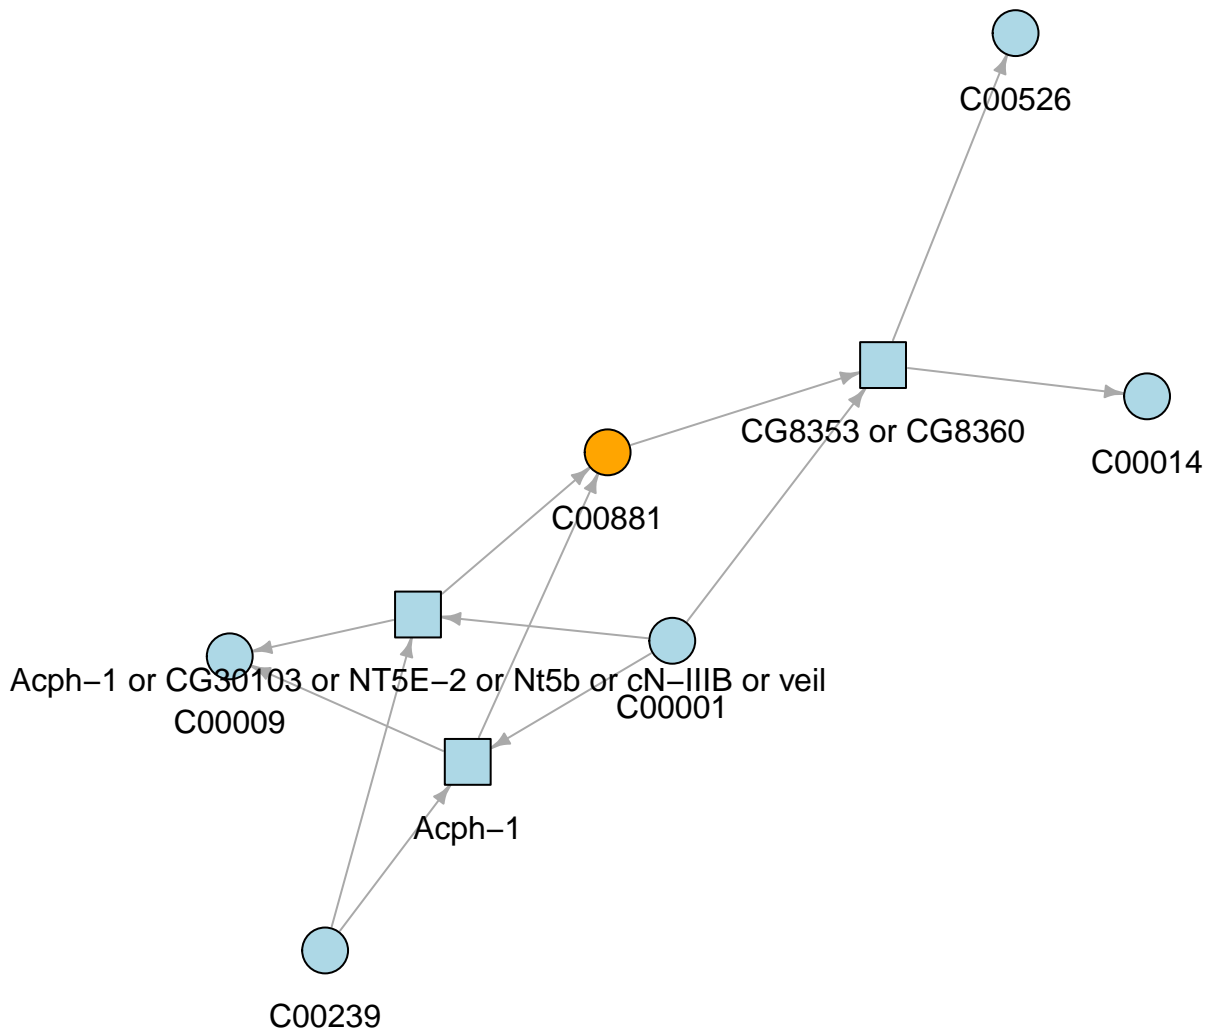 C00526
CG8353 or CG8360
C00014
C00881
Acph−1 or CG30103 or NT5E−2 or Nt5b or cN−IIIB or veil
C00001
C00009
Acph−1
C00239